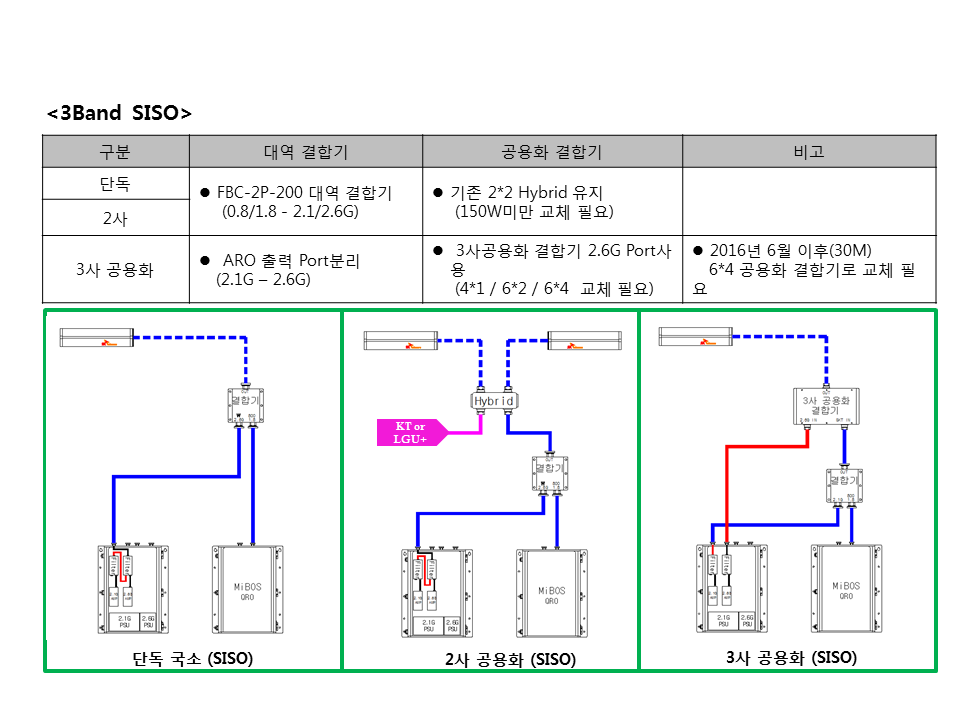 <3Band SISO>
구분
대역 결합기
공용화 결합기
비고
단독
2사
● FBC-2P-200 대역 결합기
(0.8/1.8 - 2.1/2.6G)
● 기존 2*2 Hybrid 유지
(150W미만 교체 필요)
3사 공용화
● ARO 출력 Port분리
(2.1G – 2.6G)
● 3사공용화 결합기 2.6G Port사
용
(4*1 / 6*2 / 6*4 교체 필요)
● 2016년 6월 이후(30M)
6*4 공용화 결합기로 교체 필
요
OUT
결합기
MiBOS
QRO
2.1G
PSU
2.6G
PSU
단독 국소 (SISO)
Hybrid
KT or
LGU+
OUT
결합기
MiBOS
QRO
2.1G
PSU
2.6G
PSU
2사 공용화 (SISO)
OUT
3사 공용화
결합기
2.6G IN
SKT IN
OUT
결합기
MiBOS
QRO
2.1G
PSU
2.6G
PSU
3사 공용화 (SISO)